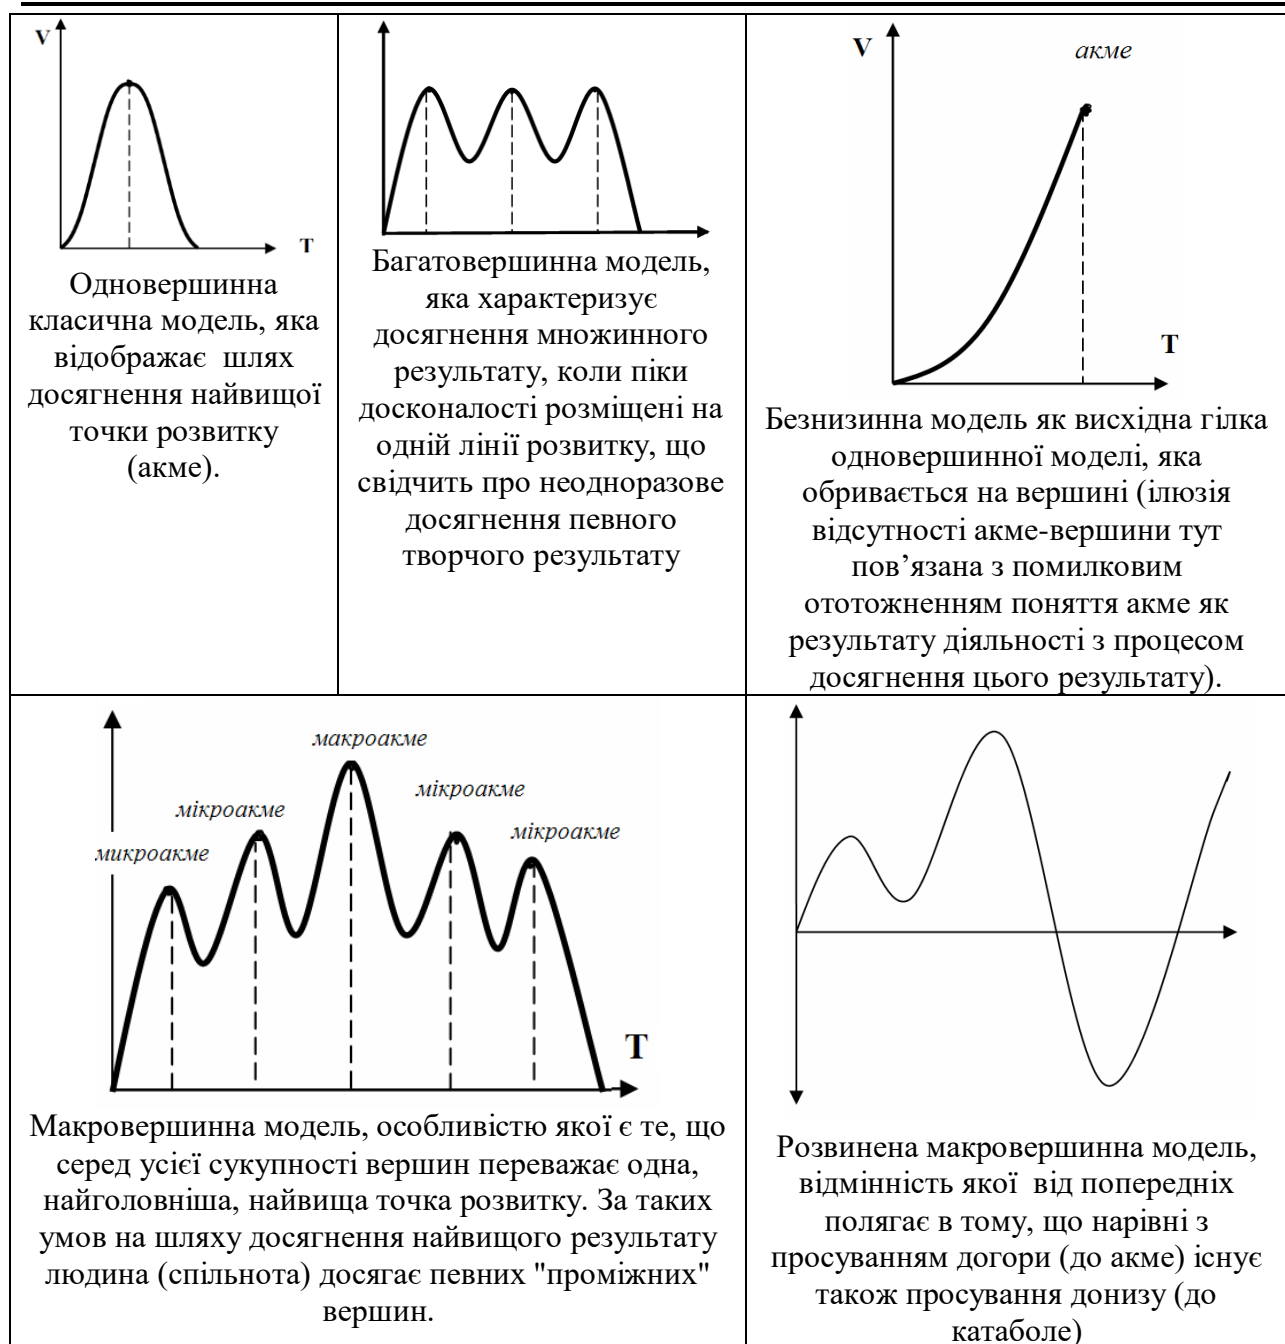 V
T
Одновершинна
класична модель, яка
відображає шлях
досягнення найвищої
точки розвитку
(акме).
Багатовершинна модель,
яка характеризує
досягнення множинного
результату, коли піки
досконалості розміщені на
одній лінії розвитку, що
свідчить про неодноразове
досягнення певного
творчого результату
V
акме
T
Безнизинна модель як висхідна гілка
одновершинної моделі, яка
обривається на вершині (ілюзія
відсутності акме-вершини тут
пов’язана з помилковим
ототожненням поняття акме як
результату діяльності з процесом
досягнення цього результату).
макроакме
мікроакме
мікроакме
мікроакме
микроакме
T
Макровершинна модель, особливістю якої є те, що
серед усієї сукупності вершин переважає одна,
найголовніша, найвища точка розвитку. За таких
умов на шляху досягнення найвищого результату
людина (спільнота) досягає певних "проміжних"
вершин.
Розвинена макровершинна модель,
відмінність якої від попередніх
полягає в тому, що нарівні з
просуванням догори (до акме) існує
також просування донизу (до
катаболе)